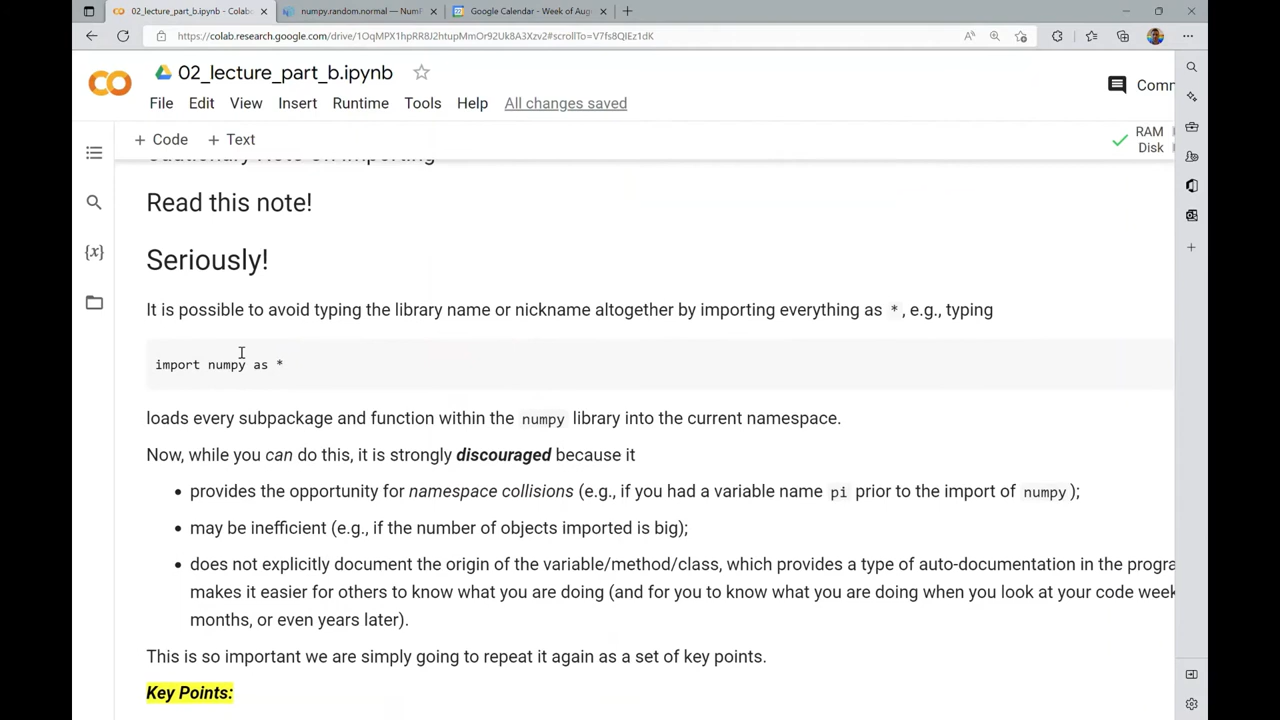 02_lecture_part_b.ipynb - Colabo
numpy.random.normal — NumF
Google Calendar - Week of Aug
https://colab.research.google.com/drive/1OqMPX1hpRR8J2htupMmOr92Uk8A3Xzv2#scrollTo=V7fs8QIEz1dK
CO
02_lecture_part_b.ipynb
Comm
File Edit View Insert Runtime Tools Help All changes saved
+ Code + Text
RAM
Disk
Cautionary Note on Importing
Read this note!
Seriously!
{x}
It is possible to avoid typing the library name or nickname altogether by importing everything as *, e.g., typing
import numpy as *
loads every subpackage and function within the numpy library into the current namespace.
Now, while you can do this, it is strongly discouraged because it
• provides the opportunity for namespace collisions (e.g., if you had a variable name pi prior to the import of numpy);
• may be inefficient (e.g., if the number of objects imported is big);
• does not explicitly document the origin of the variable/method/class, which provides a type of auto-documentation in the progra
makes it easier for others to know what you are doing (and for you to know what you are doing when you look at your code week
months, or even years later).
This is so important we are simply going to repeat it again as a set of key points.
Key Points: